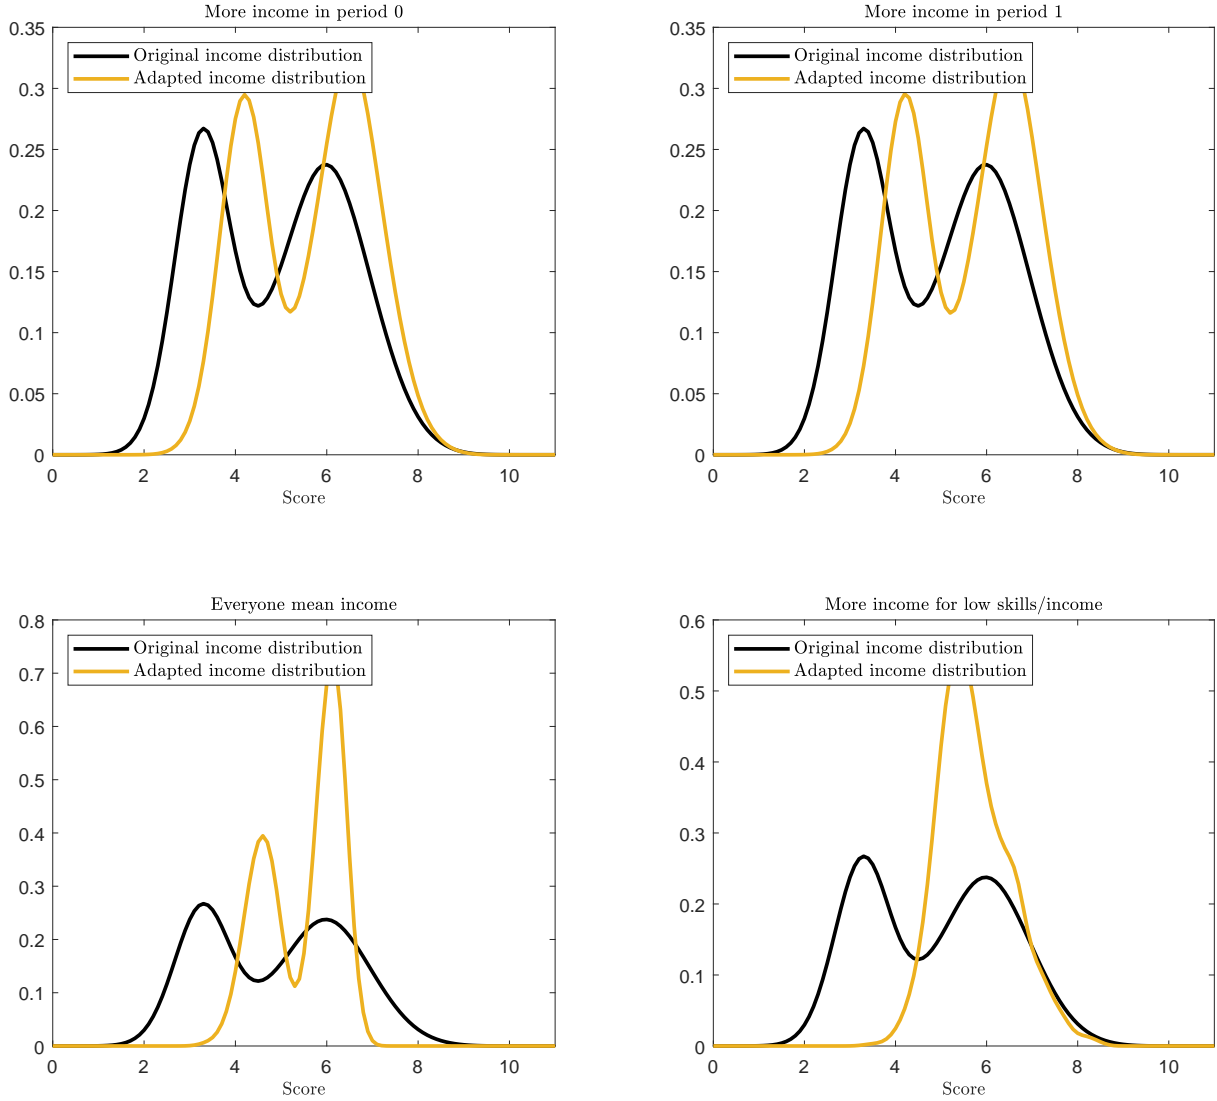 More income in period 0
0.35
0.3
0.25
0.2
0.15
0.1
0.05
0
Original income distribution
Adapted income distribution
0 2 4 6 8 10
Score
More income in period 1
0.35
0.3
0.25
0.2
0.15
0.1
0.05
0
Original income distribution
Adapted income distribution
0 2 4 6 8 10
Score
Everyone mean income
0.8
0.7
0.6
0.5
0.4
0.3
0.2
0.1
0
Original income distribution
Adapted income distribution
0 2 4 6 8 10
Score
More income for low skills/income
0.6
0.5
0.4
0.3
0.2
0.1
0
Original income distribution
Adapted income distribution
0 2 4 6 8 10
Score